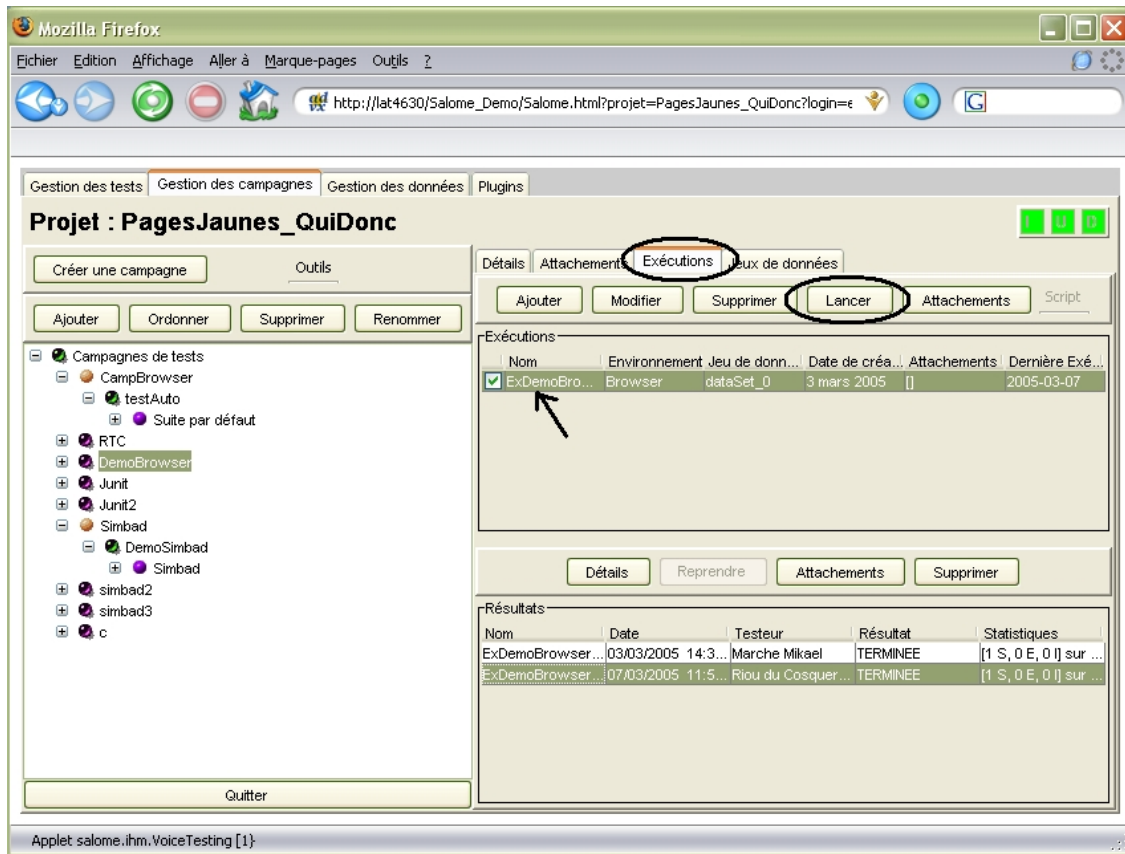 Mozilla Firefox
Fichier Edition Affichage Aller à Marque-pages Outils ?
http://lat4630/Salome_Demo/Salome.html?projet=PagesJaunes_QuiDonc?login=e
G
Gestion des tests Gestion des campagnes Gestion des données Plugins
Projet : PagesJaunes_QuiDonc
I U D
Créer une campagne Outils
Ajouter Ordonner Supprimer Renommer
Campagnes de tests
CampBrowser
testAuto
Suite par défaut
RTC
DemoBrowser
Junit
Junit2
Simbad
DemoSimbad
Simbad
simbad2
simbad3
c
Quitter
Détails Attachements Exécutions Jeux de données
Ajouter Modifier Supprimer Lancer Attachements Script
Exécutions
Nom Environnement Jeu de donn... Date de créa... Attachements Dernière Exé...
ExDemoBro... Browser dataSet_0 3 mars 2005 [] 2005-03-07
Détails Reprendre Attachements Supprimer
Résultats
Nom Date Testeur Résultat Statistiques
ExDemoBrowser... 03/03/2005 14:3... Marche Mikael TERMINEE [1 S, 0 E, 0 I] sur ...
ExDemoBrowser... 07/03/2005 11:5... Riou du Cosquer... TERMINEE [1 S, 0 E, 0 I] sur ...
Applet salome.ihm.VoiceTesting [1}